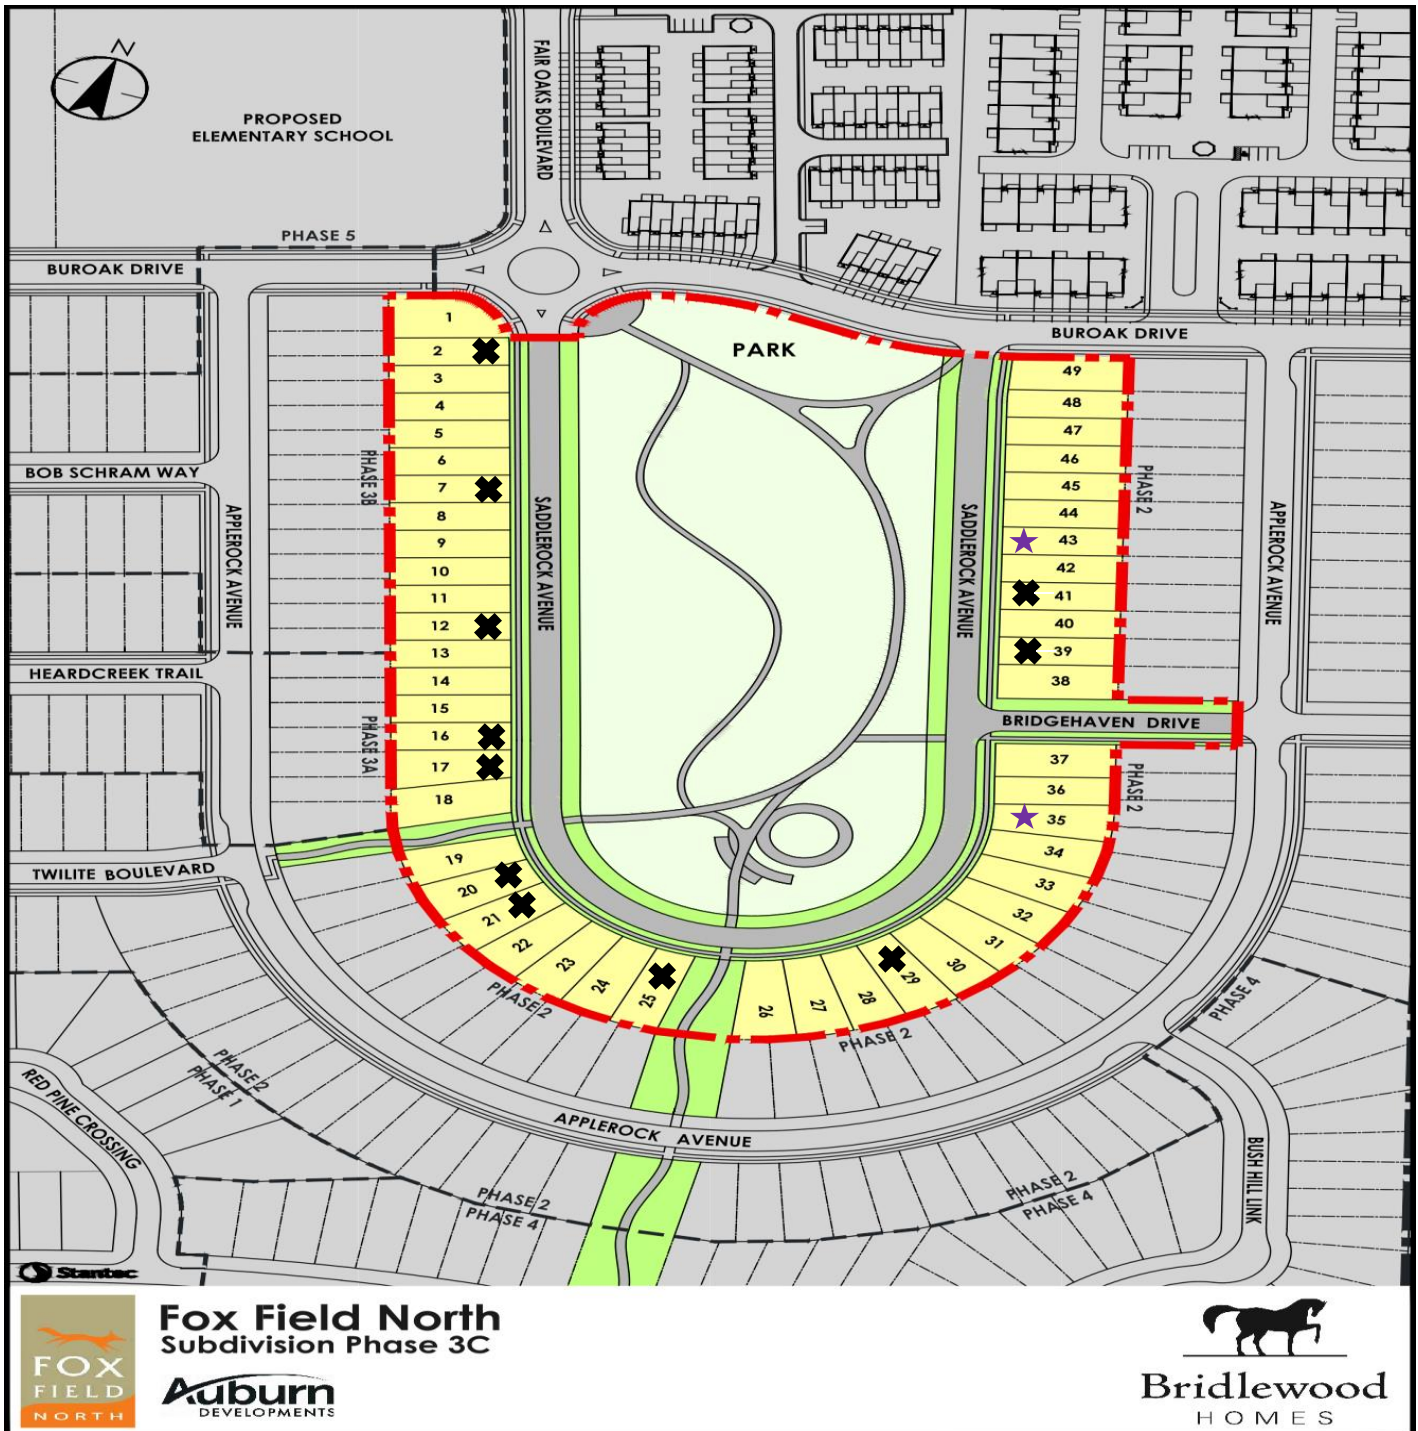 N
PROPOSED
ELEMENTARY SCHOOL
FAIR OAKS BOULEVARD
PHASE 5
BUROAK DRIVE
BUROAK DRIVE
PARK
1
2
3
4
5
6
7
8
9
10
11
12
13
14
15
16
17
18
19
20
21
22
23
24
25
26
27
28
29
30
31
32
33
34
35
36
37
38
39
40
41
42
43
44
45
46
47
48
49
PHASE 3B
PHASE 3A
SADDLEROCK AVENUE
SADDLEROCK AVENUE
PHASE 2
PHASE 2
BOB SCHRAM WAY
APPLEROCK AVENUE
APPLEROCK AVENUE
HEARDCREEK TRAIL
BRIDGEHAVEN DRIVE
TWILITE BOULEVARD
PHASE 2
PHASE 2
PHASE 4
PHASE 2
PHASE 1
RED PINE CROSSING
APPLEROCK AVENUE
BUSH HILL LINK
PHASE 2
PHASE 4
PHASE 2
PHASE 4
Stantec
FOX
FIELD
NORTH
Fox Field North
Subdivision Phase 3C
Auburn
DEVELOPMENTS
Bridlewood
HOMES